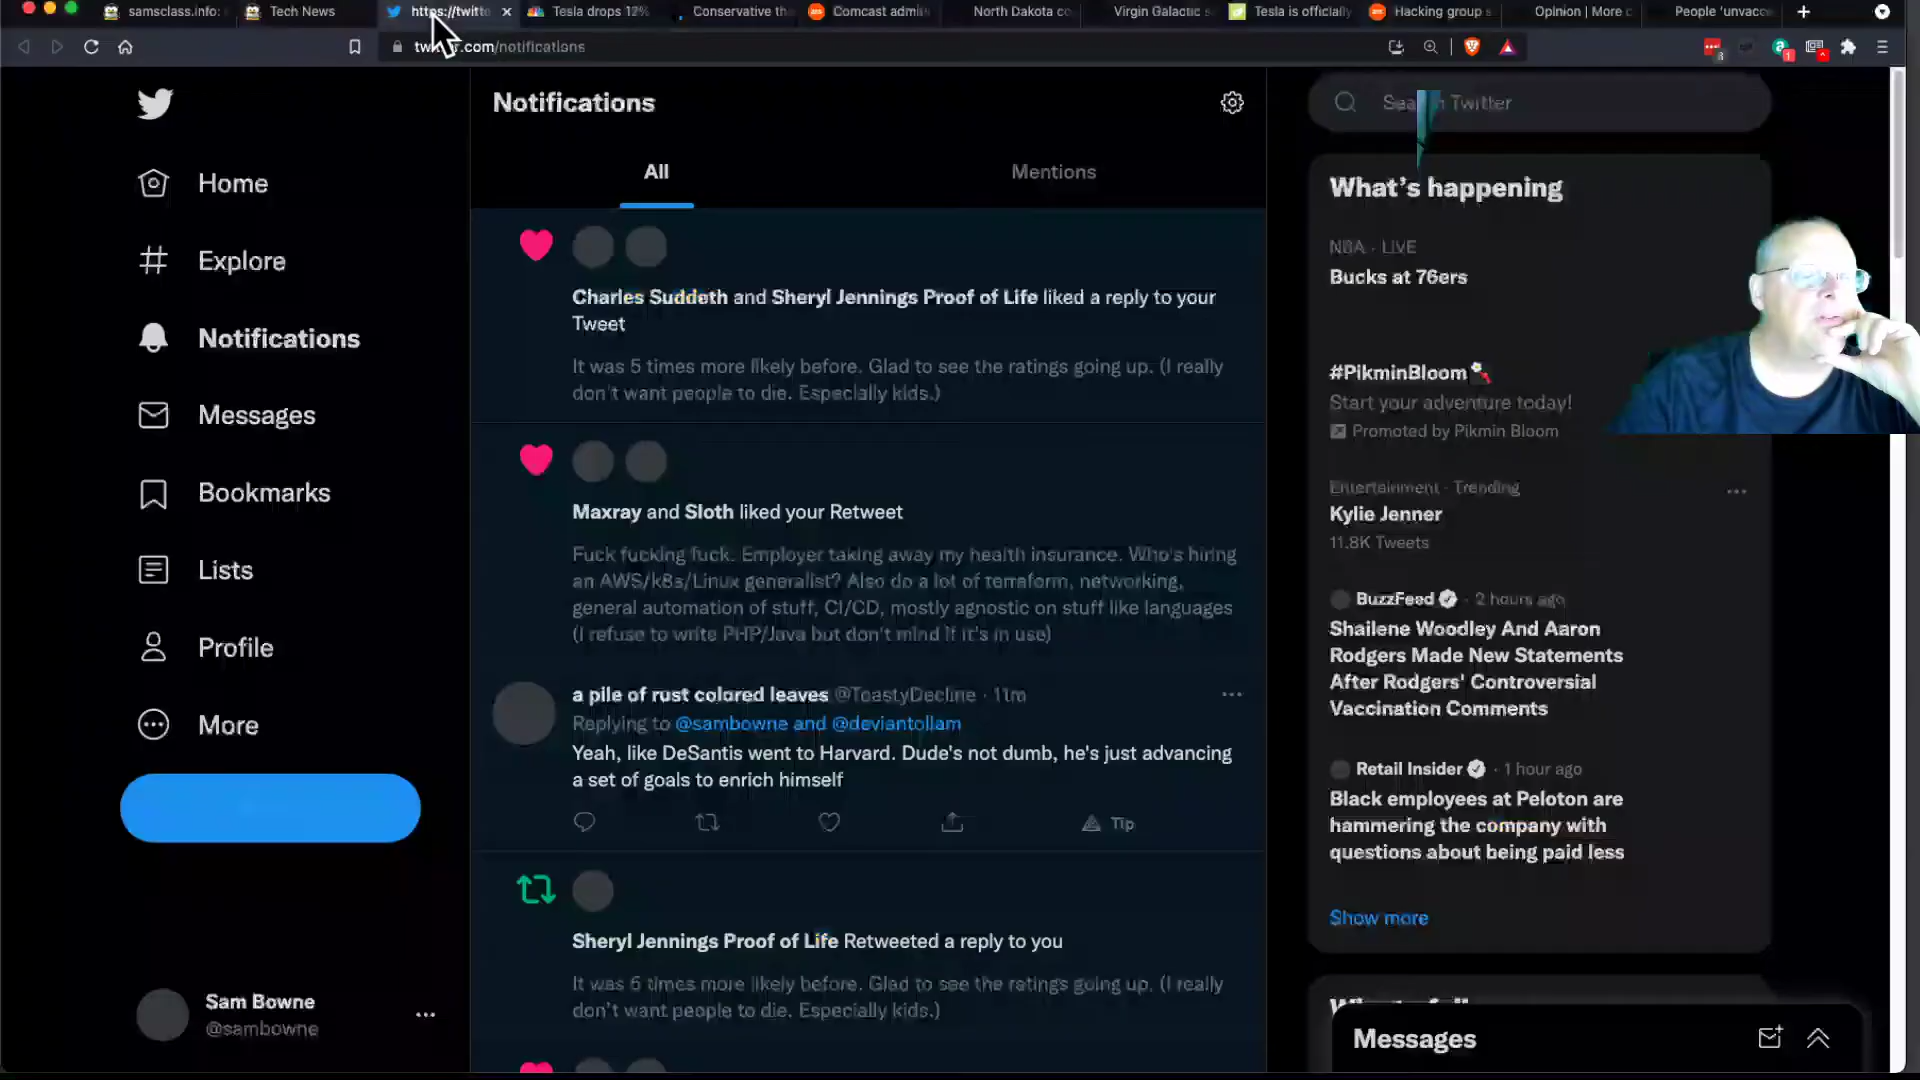 samsclass.info:
Tech News
https://twitt
Tesla drops 12%
Conservative th
Comcast admi
North Dakota co
Virgin Galactic s
Tesla is officially
Hacking group s
Opinion | More c
People 'unvacc
twitter.com/notifications
Notifications
All
Mentions
Home
Explore
Notifications
Messages
Bookmarks
Lists
Profile
More
Sam Bowne
@sambowne
Charles Suddeth and Sheryl Jennings Proof of Life liked a reply to your
Tweet
It was 5 times more likely before. Glad to see the ratings going up. (I really
don't want people to die. Especially kids.)
Maxray and Sloth liked your Retweet
Fuck fucking fuck. Employer taking away my health insurance. Who's hiring
an AWS/k8s/Linux generalist? Also do a lot of terraform, networking,
general automation of stuff, CI/CD, mostly agnostic on stuff like languages
(I refuse to write PHP/Java but don't mind if it's in use)
a pile of rust colored leaves @ToastyDecline · 11m
Replying to @sambowne and @deviantollam
Yeah, like DeSantis went to Harvard. Dude's not dumb, he's just advancing
a set of goals to enrich himself
Tip
Sheryl Jennings Proof of Life Retweeted a reply to you
It was 6 times more likely before. Glad to see the ratings going up. (I really
don't want people to die. Especially kids.)
Search Twitter
What's happening
NBA · LIVE
Bucks at 76ers
#PikminBloom
Start your adventure today!
Promoted by Pikmin Bloom
Entertainment · Trending
Kylie Jenner
11.8K Tweets
BuzzFeed · 2 hours ago
Shailene Woodley And Aaron
Rodgers Made New Statements
After Rodgers' Controversial
Vaccination Comments
Retail Insider · 1 hour ago
Black employees at Peloton are
hammering the company with
questions about being paid less
Show more
Messages